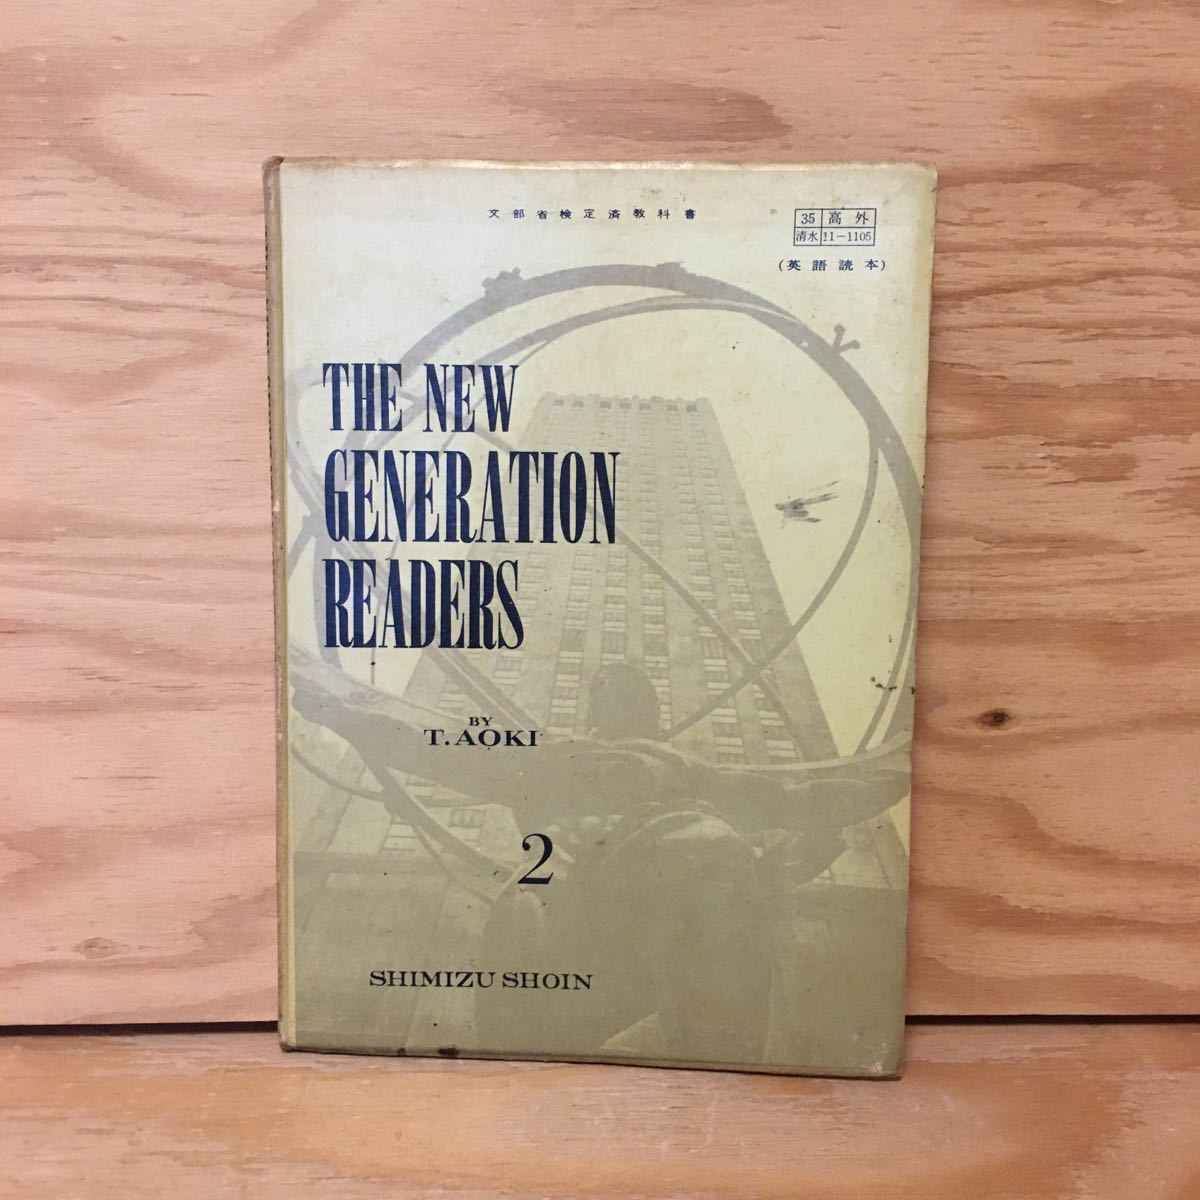 文部省検定済教科書
35 高外
清水 11-1105
(英語読本)
THE NEW
GENERATION
READERS
BY
T. AOKI
2
SHIMIZU SHOIN